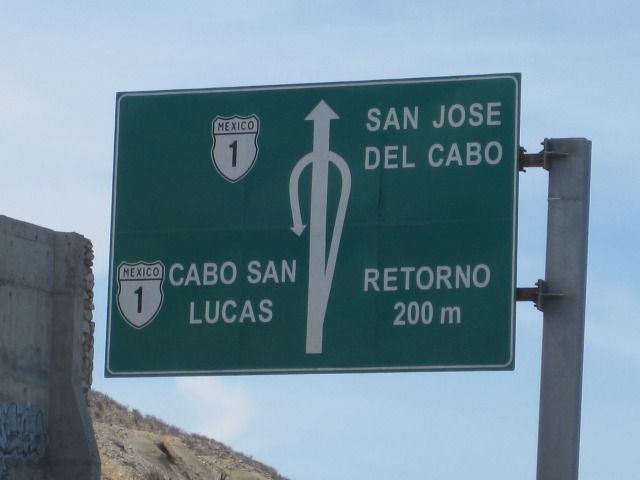 MEXICO
1
SAN JOSE
DEL CABO
MEXICO
1
CABO SAN
LUCAS
RETORNO
200 m